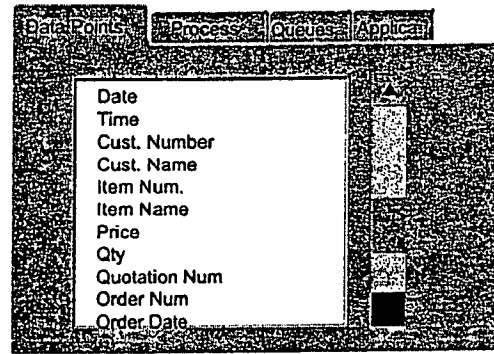 Data Points Process Queues Applicat
Date
Time
Cust. Number
Cust. Name
Item Num.
Item Name
Price
Qty
Quotation Num
Order Num
Order Date